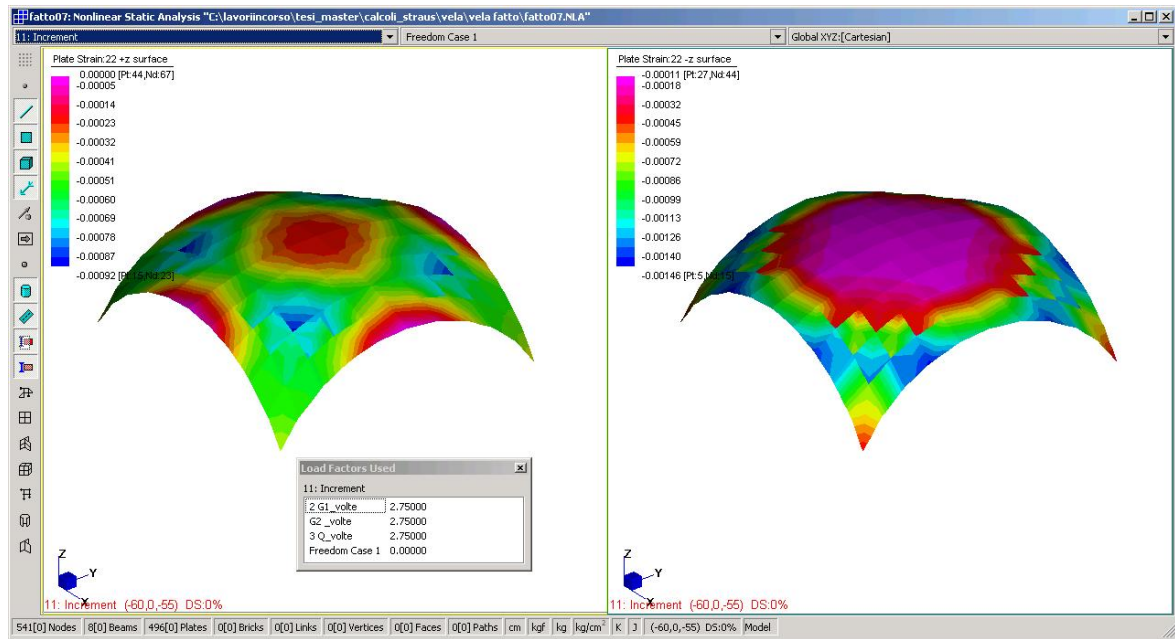 fatto07: Nonlinear Static Analysis "C:\lavoriincorso\tesi_master\calcoli_straus\vela\vela fatto\fatto07.NLA"
11: Increment
Freedom Case 1
Global XYZ:[Cartesian]
Plate Strain:22 +z surface
0.00000 [Pt:44,Nd:67]
-0.00005
-0.00014
-0.00023
-0.00032
-0.00041
-0.00051
-0.00060
-0.00069
-0.00078
-0.00087
-0.00092
Plate Strain:22 -z surface
-0.00011 [Pt:27,Nd:44]
-0.00018
-0.00032
-0.00045
-0.00059
-0.00072
-0.00086
-0.00099
-0.00113
-0.00126
-0.00140
-0.00146 [Pt:5,Nd:15]
Load Factors Used
11: Increment
2 G1_volte 2.75000
G2 _volte 2.75000
3 Q_volte 2.75000
Freedom Case 1 0.00000
Z
Y
X
11: Increment (-60,0,-55) DS:0%
Z
Y
X
11: Increment (-60,0,-55) DS:0%
541[0] Nodes 8[0] Beams 496[0] Plates 0[0] Bricks 0[0] Links 0[0] Vertices 0[0] Faces 0[0] Paths cm kgf kg kg/cm² K J (-60,0,-55) DS:0% Model